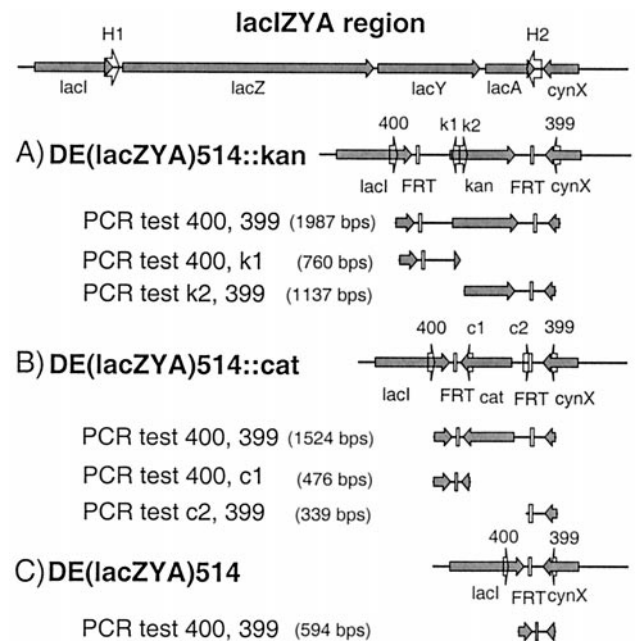 lacIZYA region
H1 H2
lacI lacZ lacY lacA cynX
A) DE(lacZYA)514::kan
400 k1 k2 399
lacI FRT kan FRT cynX
PCR test 400, 399 (1987 bps)
PCR test 400, k1 (760 bps)
PCR test k2, 399 (1137 bps)
B) DE(lacZYA)514::cat
400 c1 c2 399
lacI FRT cat FRT cynX
PCR test 400, 399 (1524 bps)
PCR test 400, c1 (476 bps)
PCR test c2, 399 (339 bps)
C) DE(lacZYA)514
400 399
lacI FRT cynX
PCR test 400, 399 (594 bps)